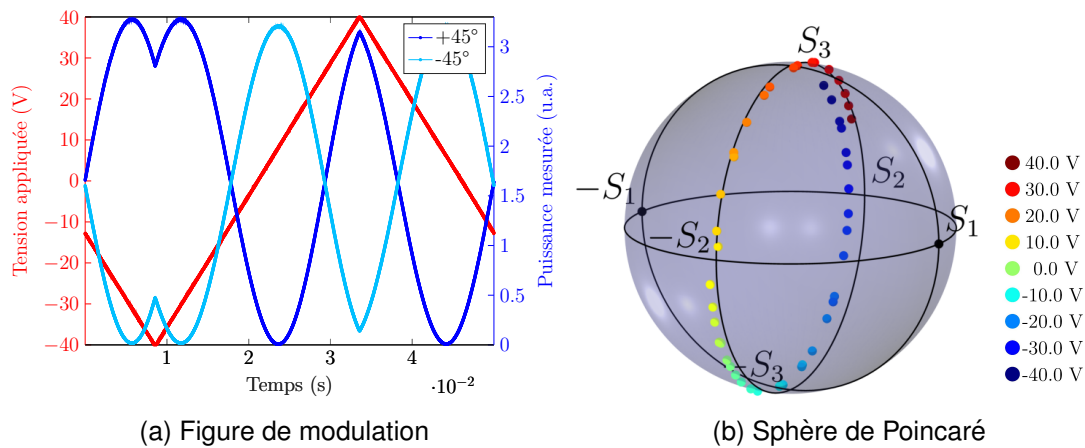 40
30
20
10
0
−10
−20
−30
−40
Tension appliquée (V)
1
2
3
4
·10−2
Temps (s)
+45°
-45°
3
2.5
2
1.5
1
0.5
0
Puissance mesurée (u.a.)
(a) Figure de modulation
S3
−S1
S2
−S2
S1
−S3
40.0 V
30.0 V
20.0 V
10.0 V
0.0 V
-10.0 V
-20.0 V
-30.0 V
-40.0 V
(b) Sphère de Poincaré